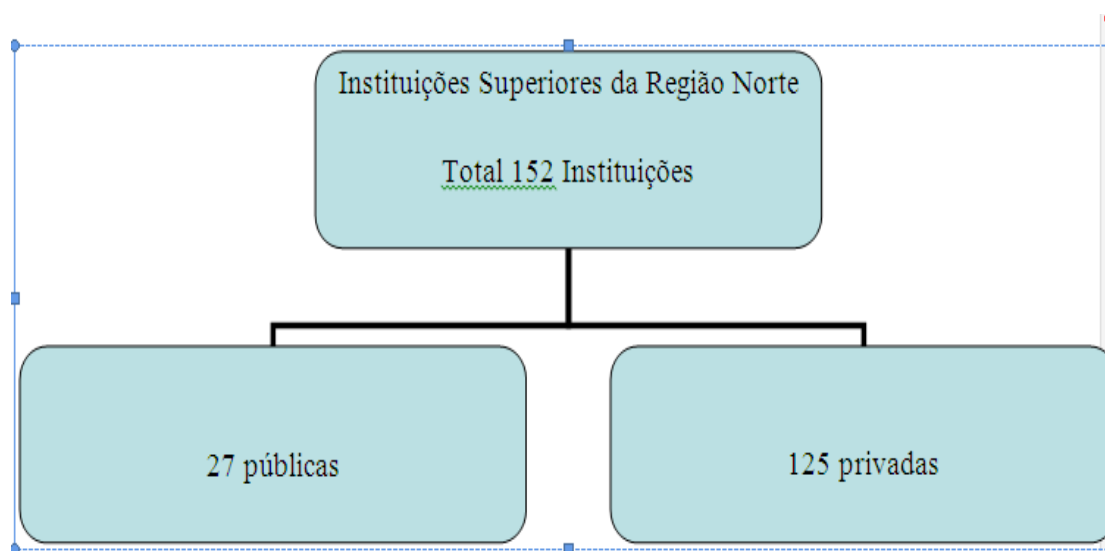 Instituições Superiores da Região Norte
Total 152 Instituições
27 públicas
125 privadas